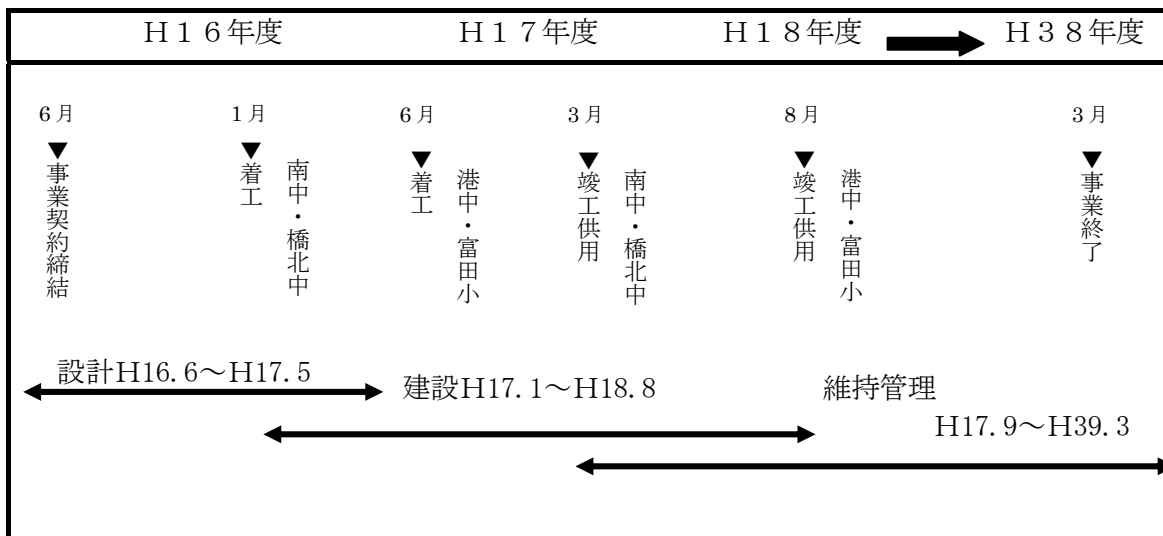 H16年度 H17年度 H18年度 H38年度
6月 1月 6月 3月 8月 3月
▼事業契約締結
▼着工
南中・橋北中
▼着工
港中・富田小
▼竣工供用
南中・橋北中
▼竣工供用
港中・富田小
▼事業終了
設計H16.6～H17.5
建設H17.1～H18.8
維持管理
H17.9～H39.3